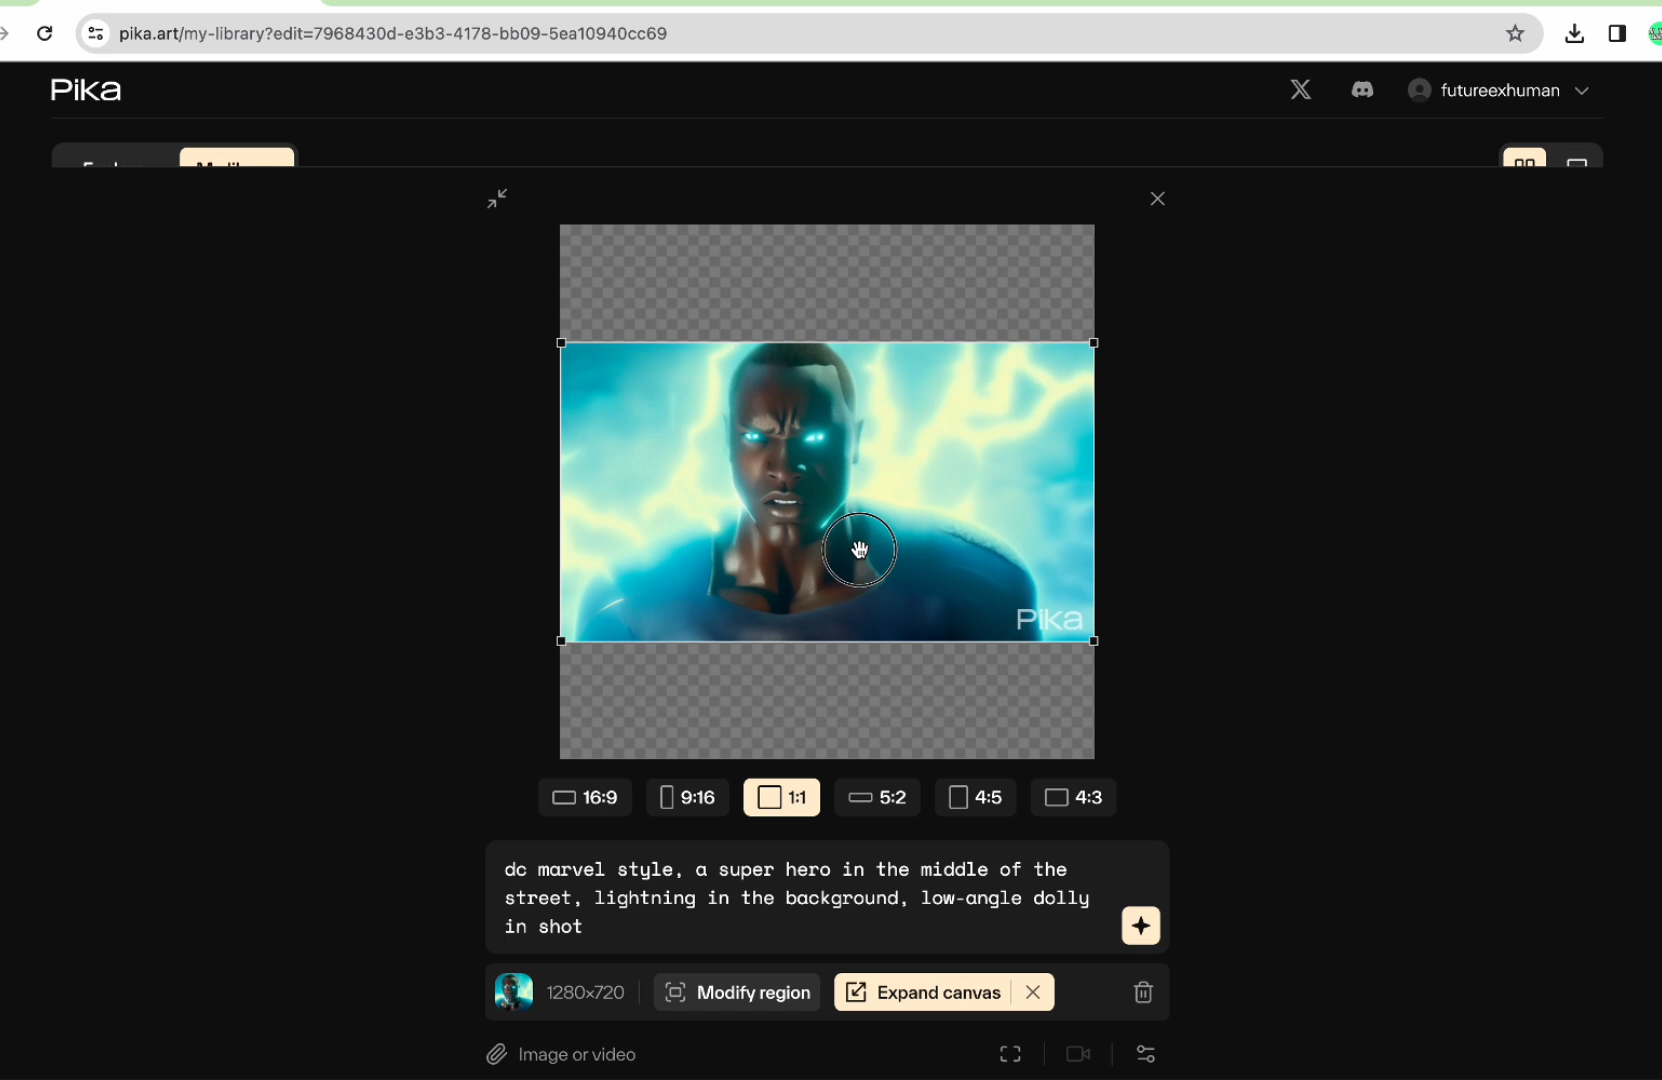 pika.art/my-library?edit=7968430d-e3b3-4178-bb09-5ea10940cc69
Pika
futureexhuman
Pika
16:9 9:16 1:1 5:2 4:5 4:3
dc marvel style, a super hero in the middle of the
street, lightning in the background, low-angle dolly
in shot
1280×720 Modify region Expand canvas
Image or video